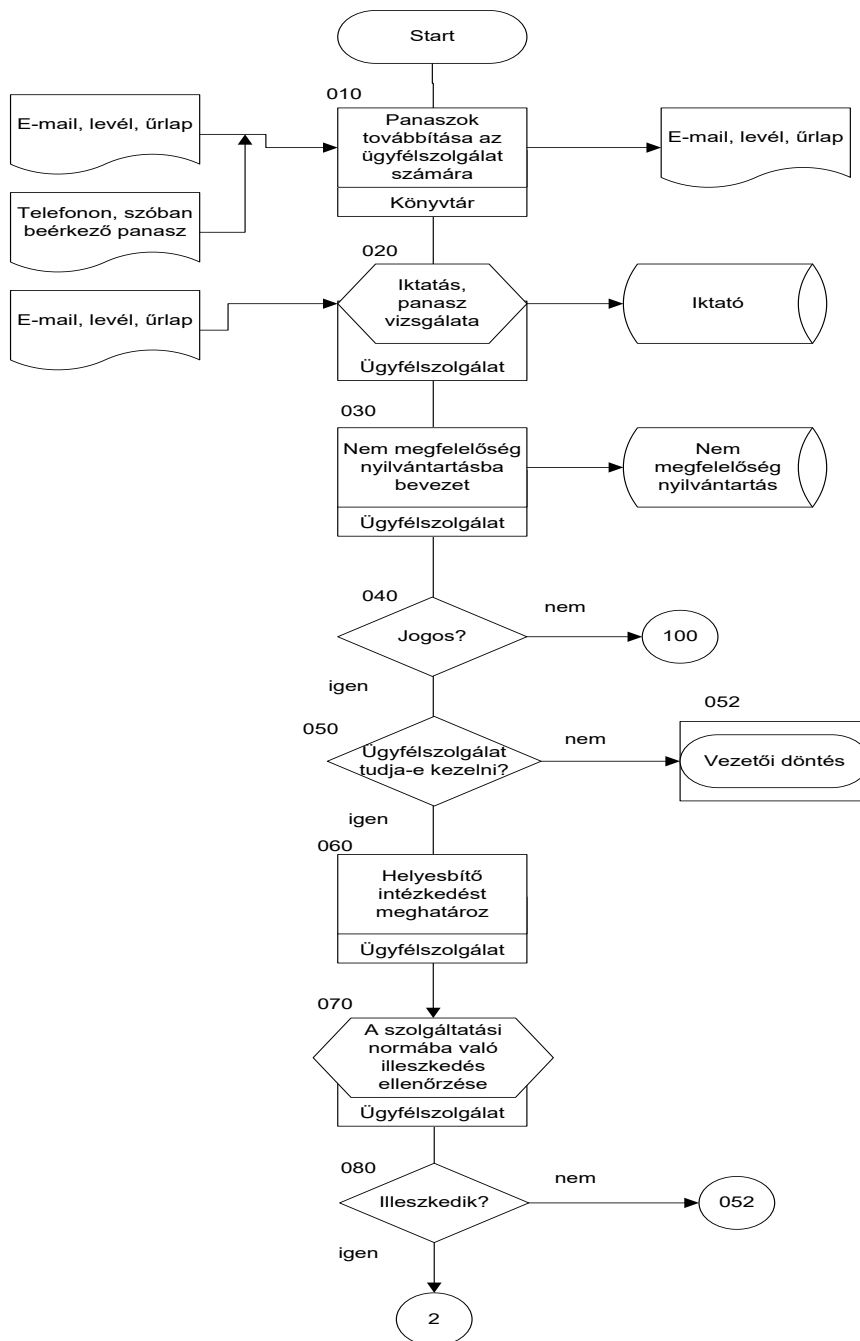 Start
010
E-mail, levél, űrlap
Panaszok
továbbítása az
ügyfélszolgálat
számára
Könyvtár
E-mail, levél, űrlap
Telefonon, szóban
beérkező panasz
020
E-mail, levél, űrlap
Iktatás,
panasz
vizsgálata
Ügyfélszolgálat
Iktató
030
Nem megfelelőség
nyilvántartásba
bevezet
Ügyfélszolgálat
Nem
megfelelőség
nyilvántartás
040
Jogos?
nem
100
igen
050
Ügyfélszolgálat
tudja-e kezelni?
nem
052
Vezetői döntés
igen
060
Helyesbítő
intézkedést
meghatároz
Ügyfélszolgálat
070
A szolgáltatási
normába való
illeszkedés
ellenőrzése
Ügyfélszolgálat
080
Illeszkedik?
nem
052
igen
2